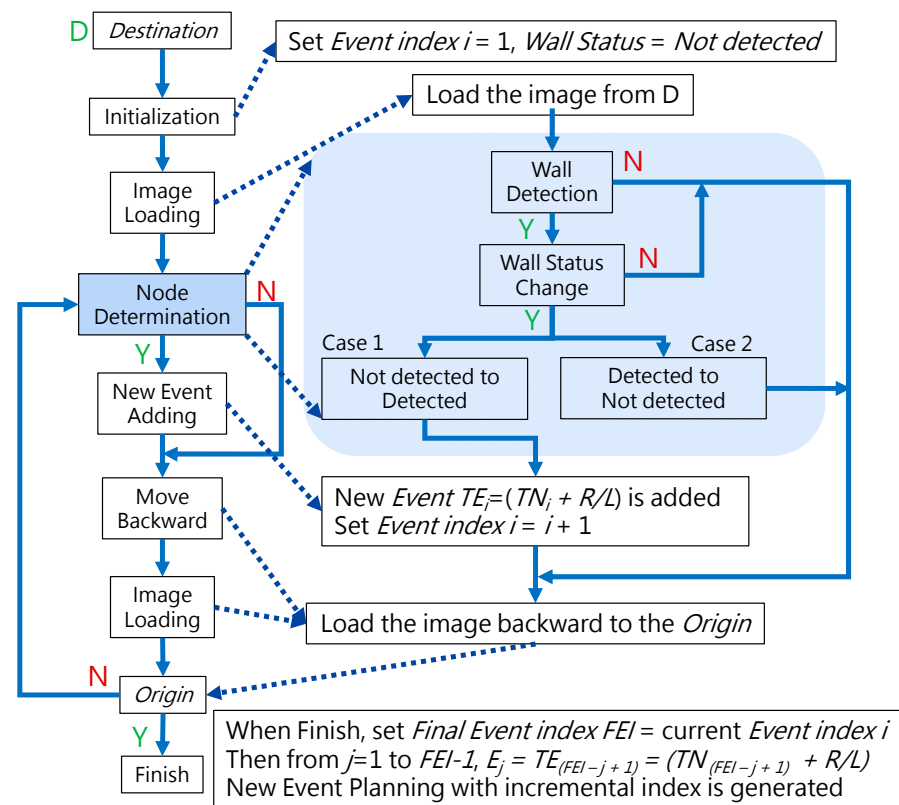 D
Destination
Set Event index i = 1, Wall Status = Not detected
Initialization
Load the image from D
Image
Loading
Wall
Detection
N
Y
Wall Status
Change
N
Y
Node
Determination
N
Y
Case 1
Not detected to
Detected
Case 2
Detected to
Not detected
New Event
Adding
Move
Backward
New Event TEi=(TNi + R/L) is added
Set Event index i = i + 1
Image
Loading
Load the image backward to the Origin
N
Origin
Y
Finish
When Finish, set Final Event index FEI = current Event index i
Then from j=1 to FEI-1, Ej = TE(FEI – j + 1) = (TN(FEI – j + 1) + R/L)
New Event Planning with incremental index is generated